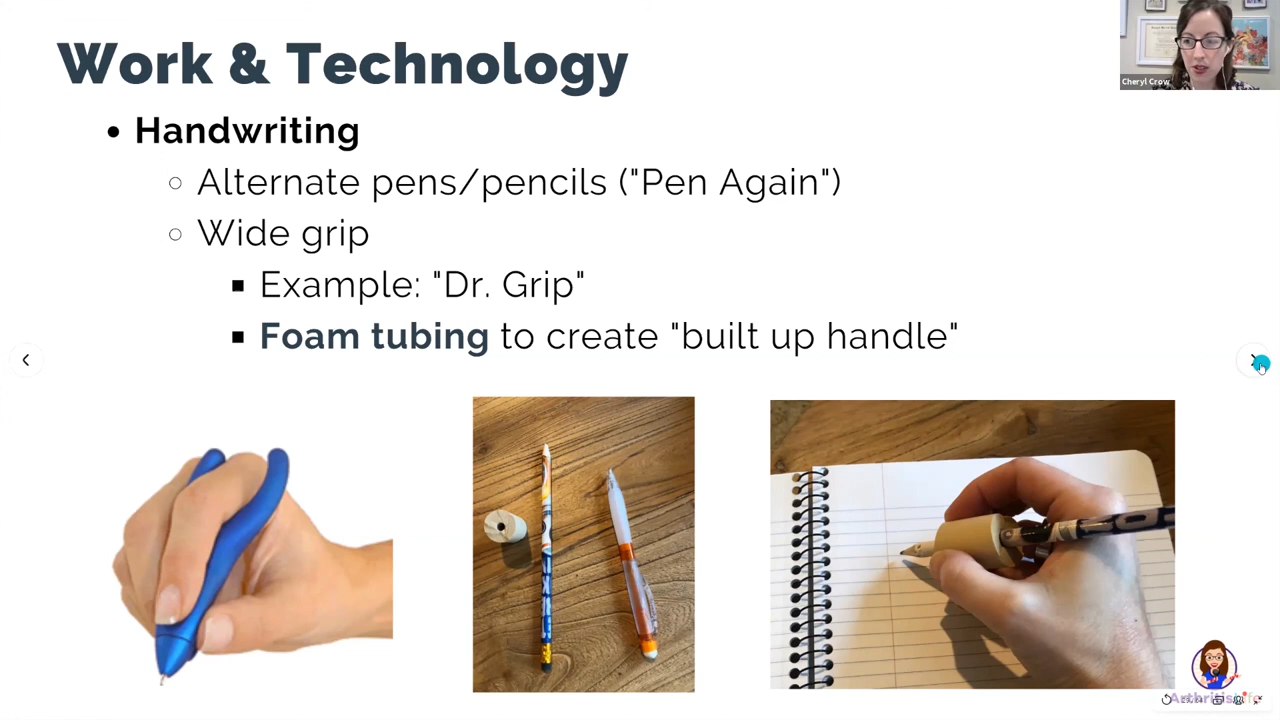 Work & Technology
Cheryl Crow
Handwriting
Alternate pens/pencils ("Pen Again")
Wide grip
Example: "Dr. Grip"
Foam tubing to create "built up handle"
ArthritisLife